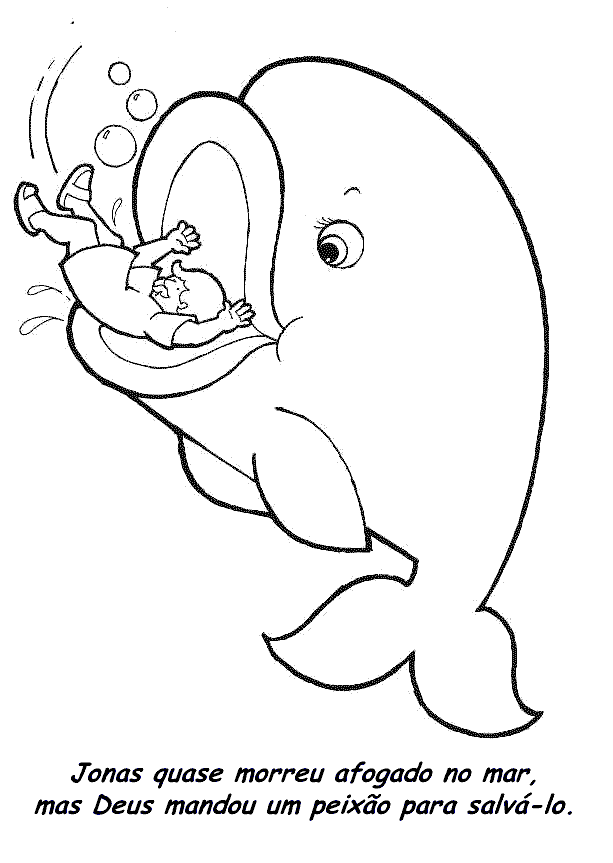 Jonas quase morreu afogado no mar,
mas Deus mandou um peixão para salvá-lo.